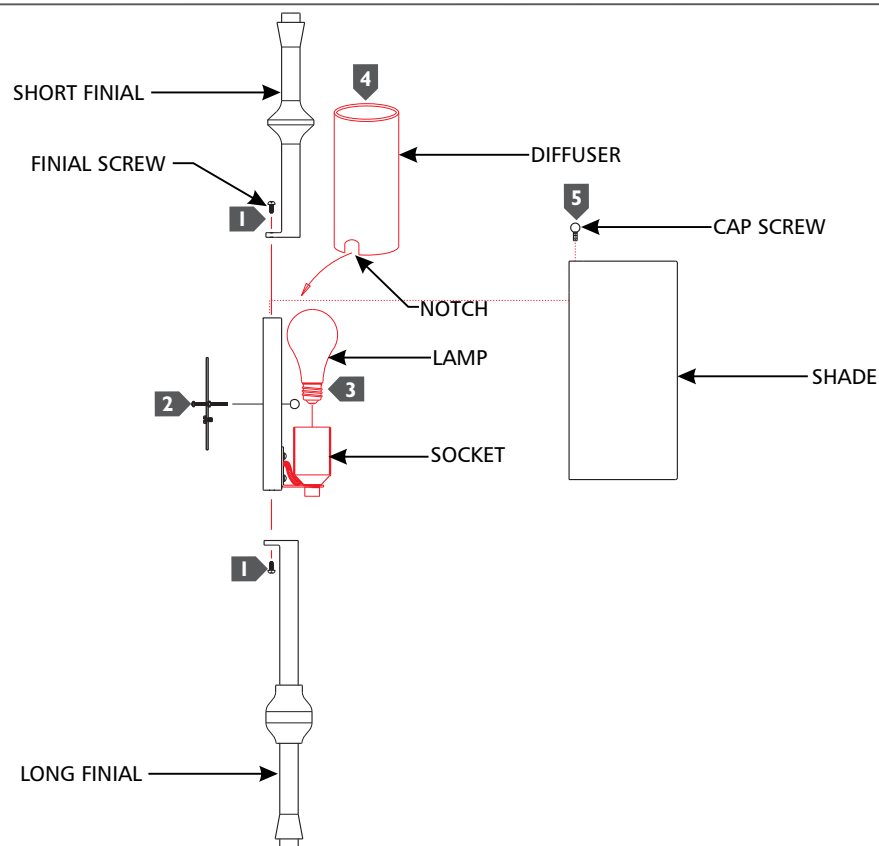 4
SHORT FINIAL
DIFFUSER
FINIAL SCREW
1
5
CAP SCREW
NOTCH
LAMP
SHADE
3
2
SOCKET
1
LONG FINIAL